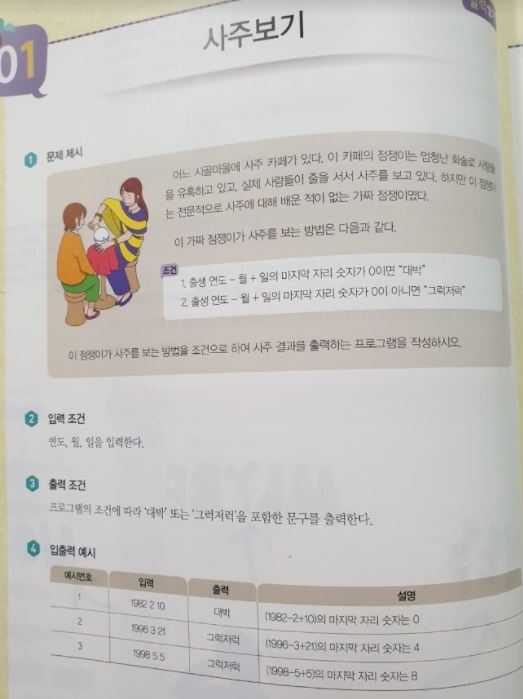 01
사주보기
1 문제 제시
어느 시골마을에 사주 카페가 있다. 이 카페의 점쟁이는 엄청난 화술로 사람들
을 유혹하고 있고, 실제 사람들이 줄을 서서 사주를 보고 있다. 하지만 이 점쟁이
는 전문적으로 사주에 대해 배운 적이 없는 가짜 점쟁이였다.
이 가짜 점쟁이가 사주를 보는 방법은 다음과 같다.
조건
1. 출생 연도 – 월 + 일의 마지막 자리 숫자가 0이면 “대박”
2. 출생 연도 – 월 + 일의 마지막 자리 숫자가 0이 아니면 “그럭저럭”
이 점쟁이가 사주를 보는 방법을 조건으로 하여 사주 결과를 출력하는 프로그램을 작성하시오.
2 입력 조건
연도, 월, 일을 입력한다.
3 출력 조건
프로그램의 조건에 따라 '대박' 또는 '그럭저럭'을 포함한 문구를 출력한다.
4 입출력 예시
예시번호 입력 출력 설명
1 1982 2 10 대박 (1982-2+10)의 마지막 자리 숫자는 0
2 1996 3 21 그럭저럭 (1996-3+21)의 마지막 자리 숫자는 4
3 1998 5 5 그럭저럭 (1998-5+5)의 마지막 자리 숫자는 8